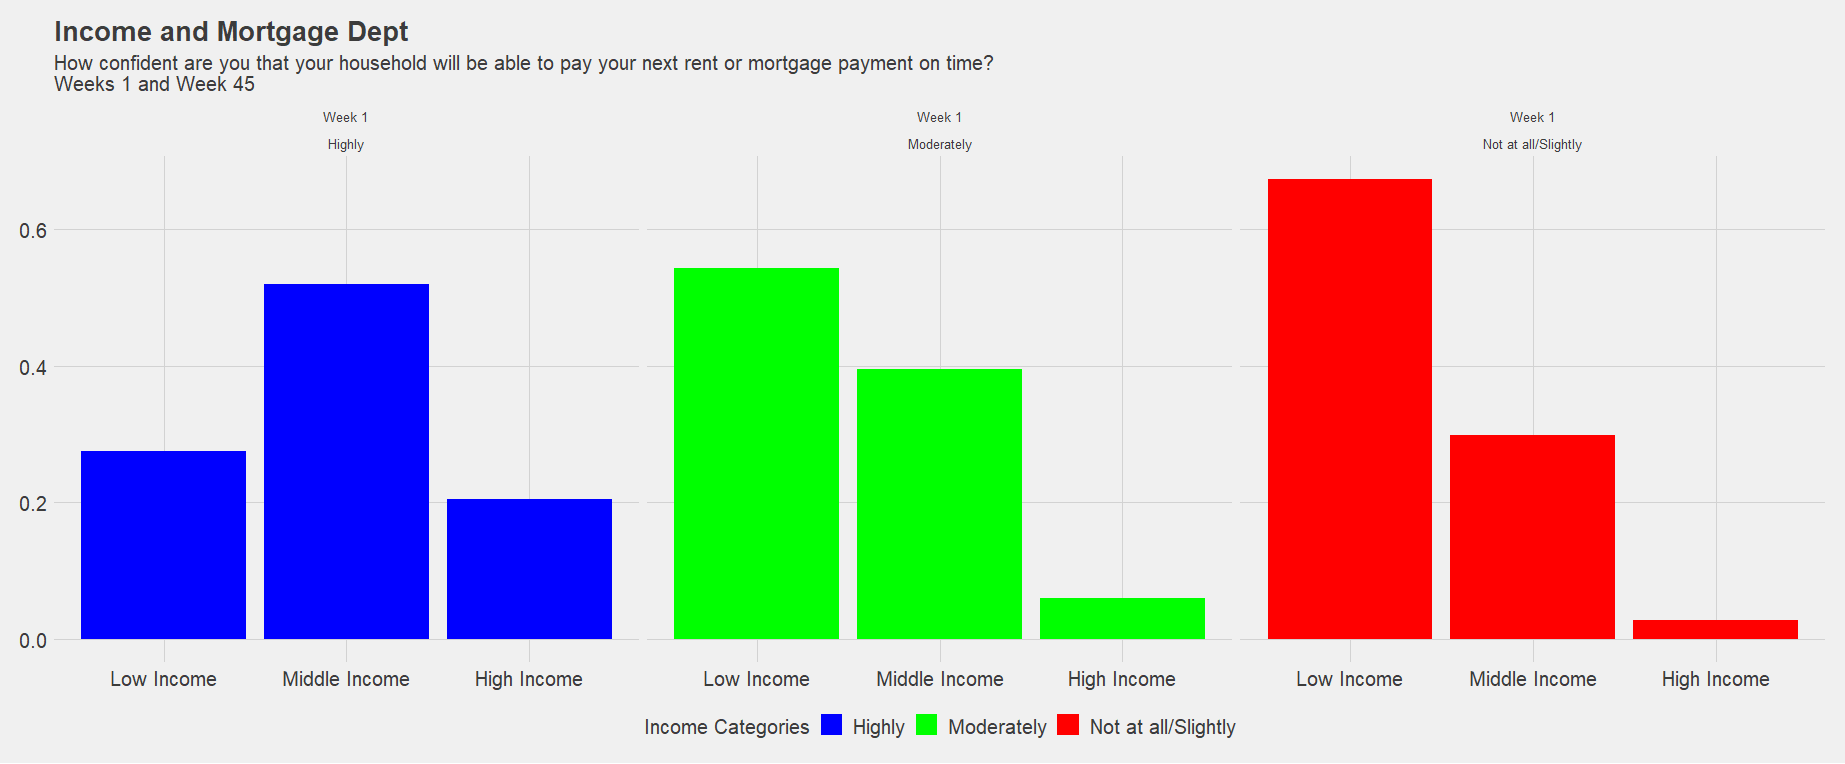 Income and Mortgage Dept
How confident are you that your household will be able to pay your next rent or mortgage payment on time?
Weeks 1 and Week 45
Week 1
Highly
Week 1
Moderately
Week 1
Not at all/Slightly
0.6
0.4
0.2
0.0
Low Income Middle Income High Income
Low Income Middle Income High Income
Low Income Middle Income High Income
Income Categories Highly Moderately Not at all/Slightly